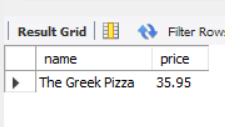 Result Grid Filter Rows
name price
The Greek Pizza 35.95